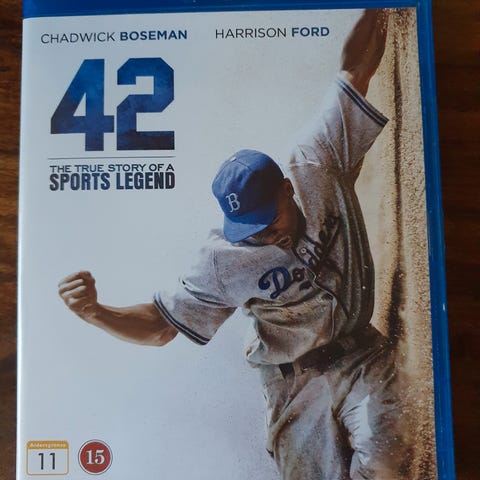 CHADWICK BOSEMAN HARRISON FORD
42
THE TRUE STORY OF A
SPORTS LEGEND
B
Dodgers
Aldersgrense
11
15